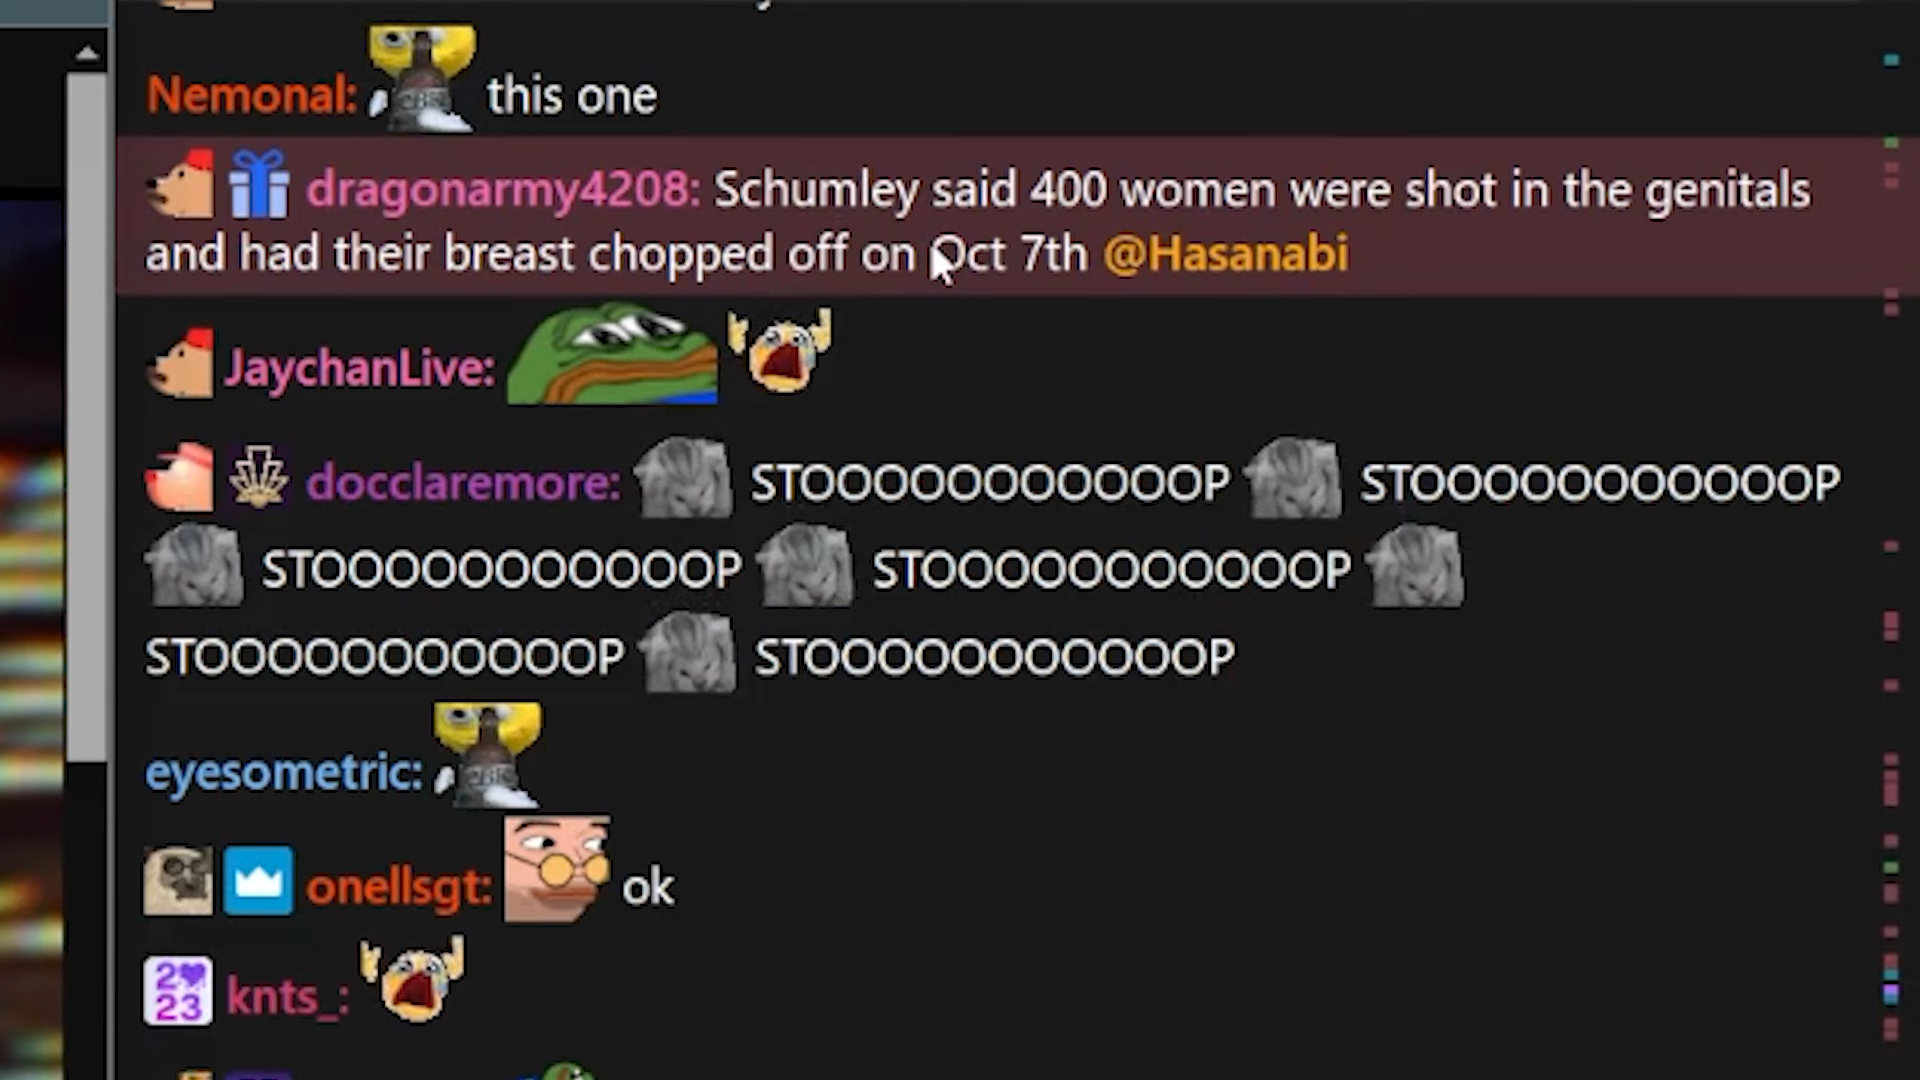 Nemonal: this one
dragonarmy4208: Schumley said 400 women were shot in the genitals
and had their breast chopped off on Oct 7th @Hasanabi
JaychanLive:
docclaremore: STOOOOOOOOOOOP STOOOOOOOOOOOP
STOOOOOOOOOOOP STOOOOOOOOOOOP
STOOOOOOOOOOOP STOOOOOOOOOOOP
eyesometric:
onellsgt: ok
2023 knts_: